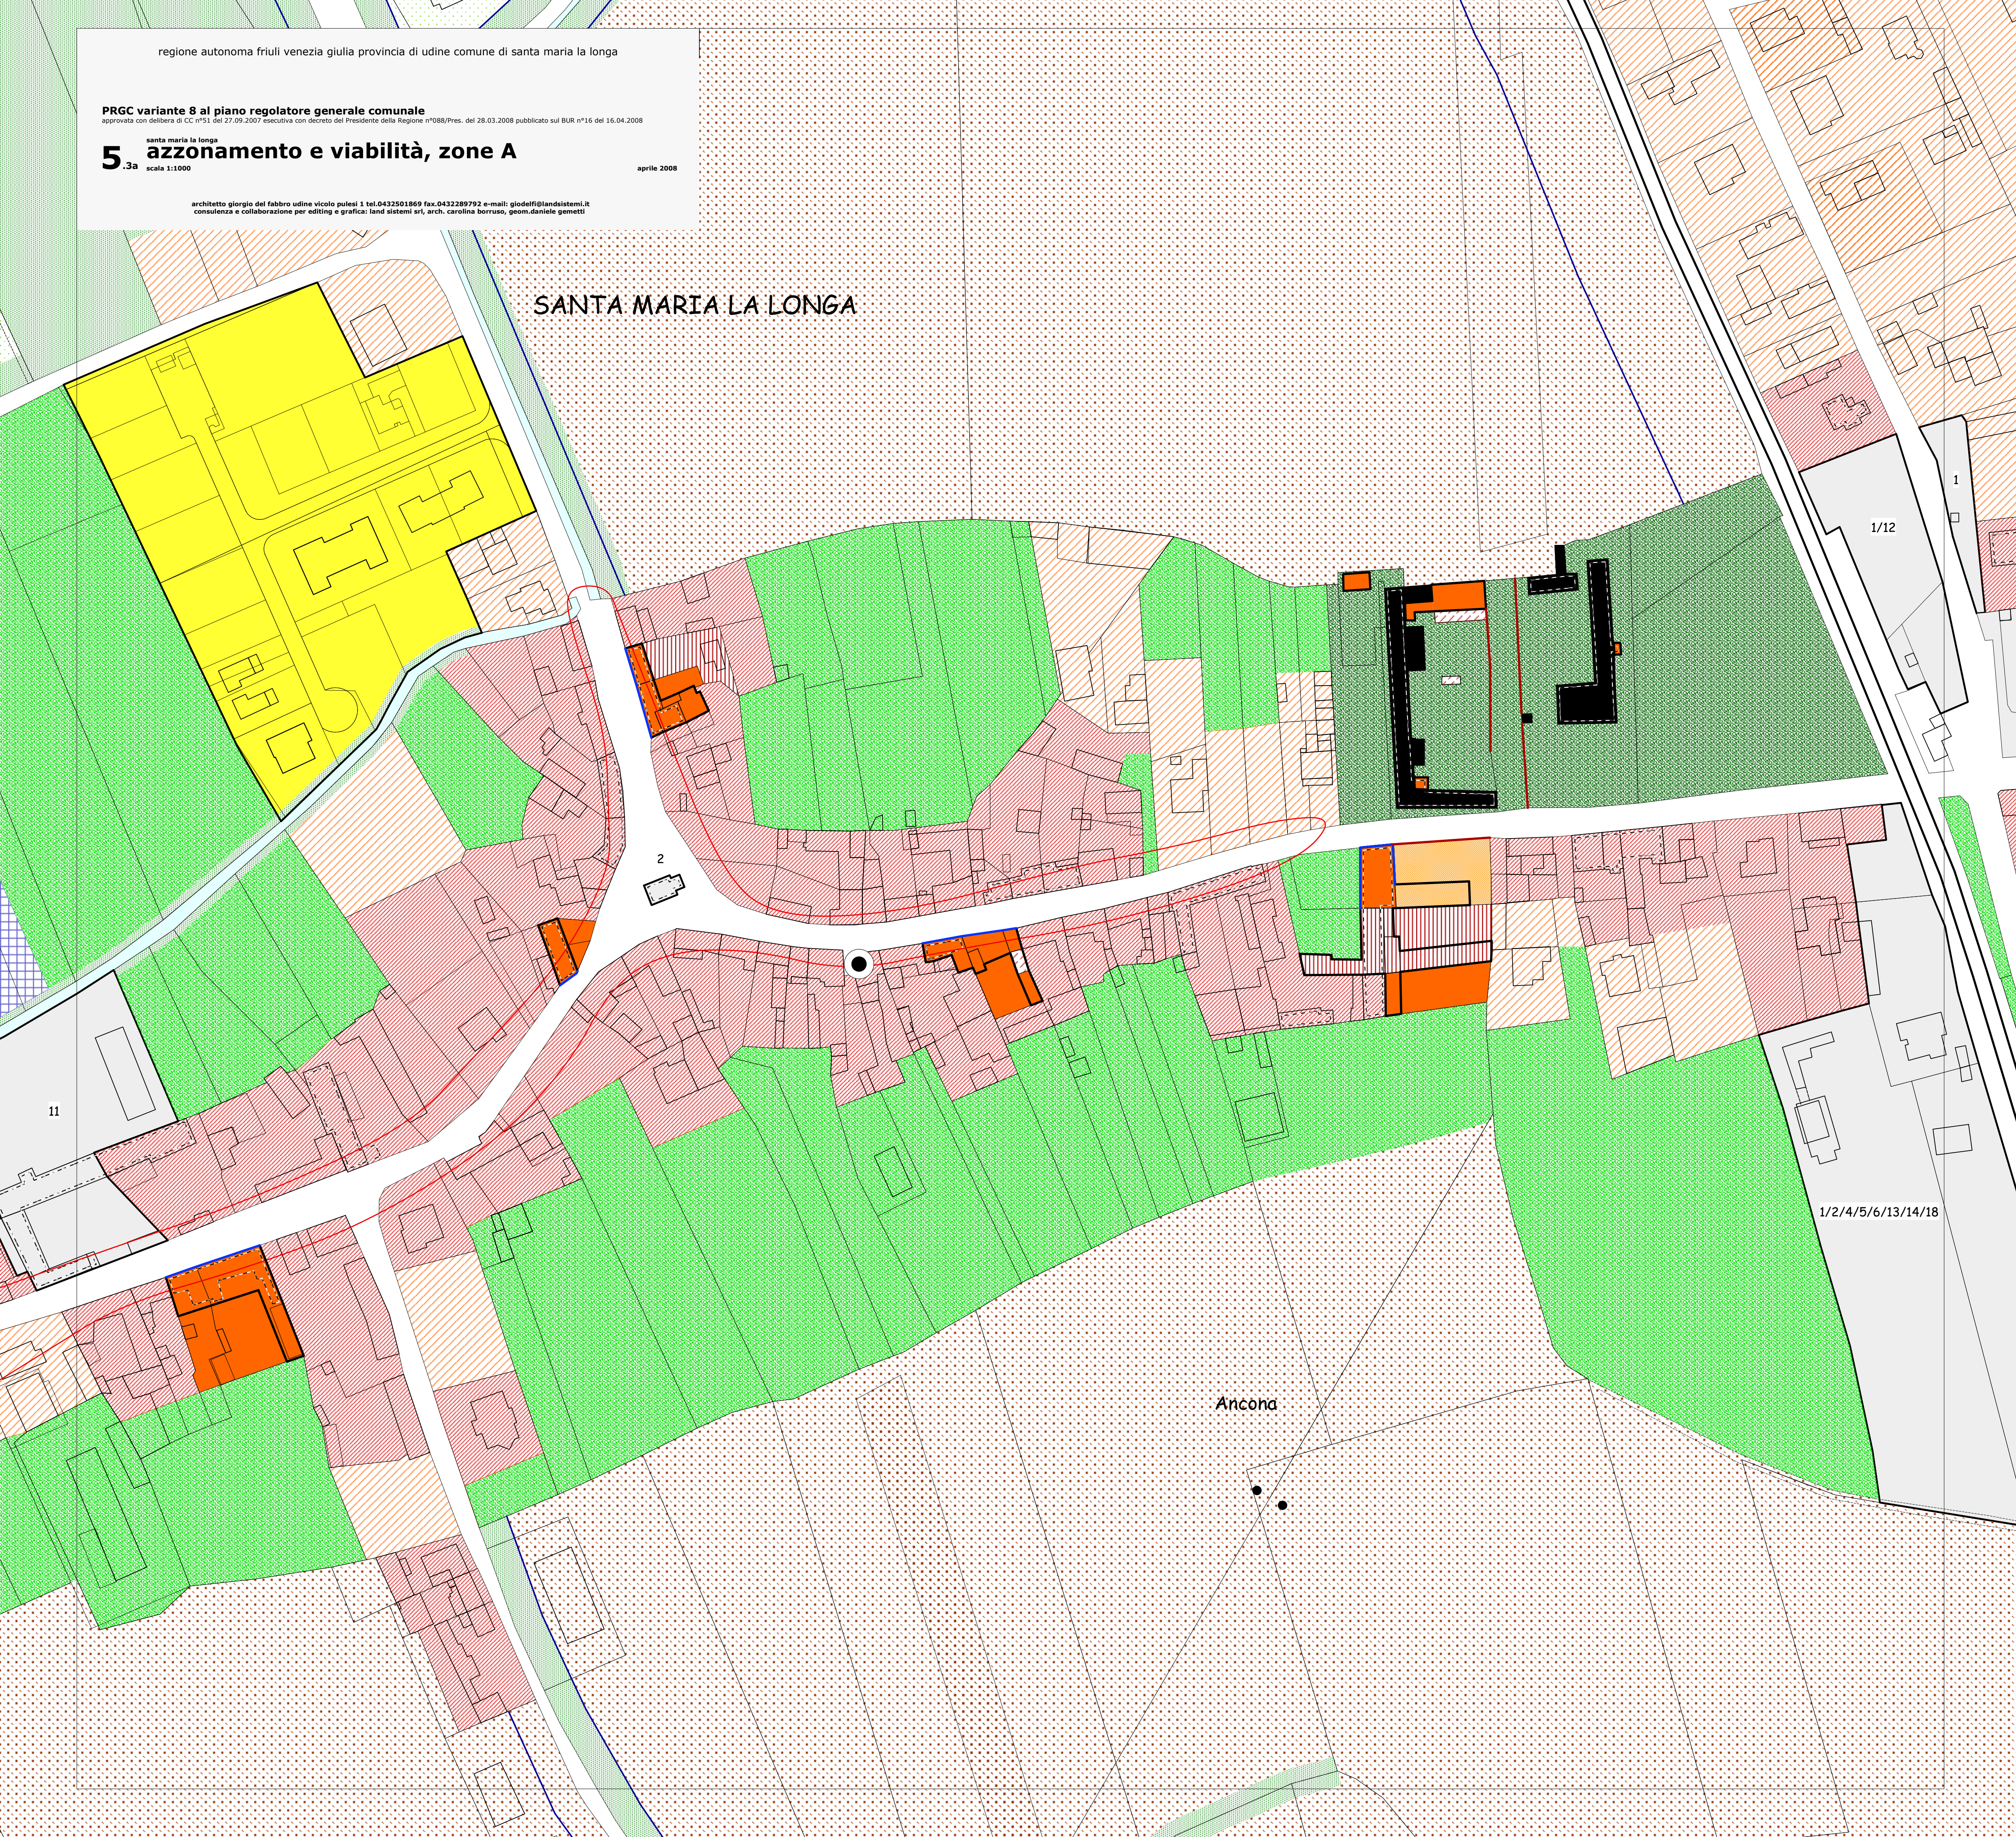 regione autonoma friuli venezia giulia provincia di udine comune di santa maria la longa
PRGC variante 8 al piano regolatore generale comunale
approvata con delibera di CC n°51 del 27.09.2007 esecutiva con decreto del Presidente della Regione n°088/Pres. del 28.03.2008 pubblicato sul BUR n°16 del 16.04.2008
santa maria la longa
5.3a azzonamento e viabilità, zone A
scala 1:1000 aprile 2008
architetto giorgio del fabbro udine vicolo pulesi 1 tel.0432501869 fax.0432289792 e-mail: giodelfi@landsistemi.it
consulenza e collaborazione per editing e grafica: land sistemi srl, arch. carolina borruso, geom.daniele gemetti
SANTA MARIA LA LONGA
1
1/12
2
11
1/2/4/5/6/13/14/18
Ancona